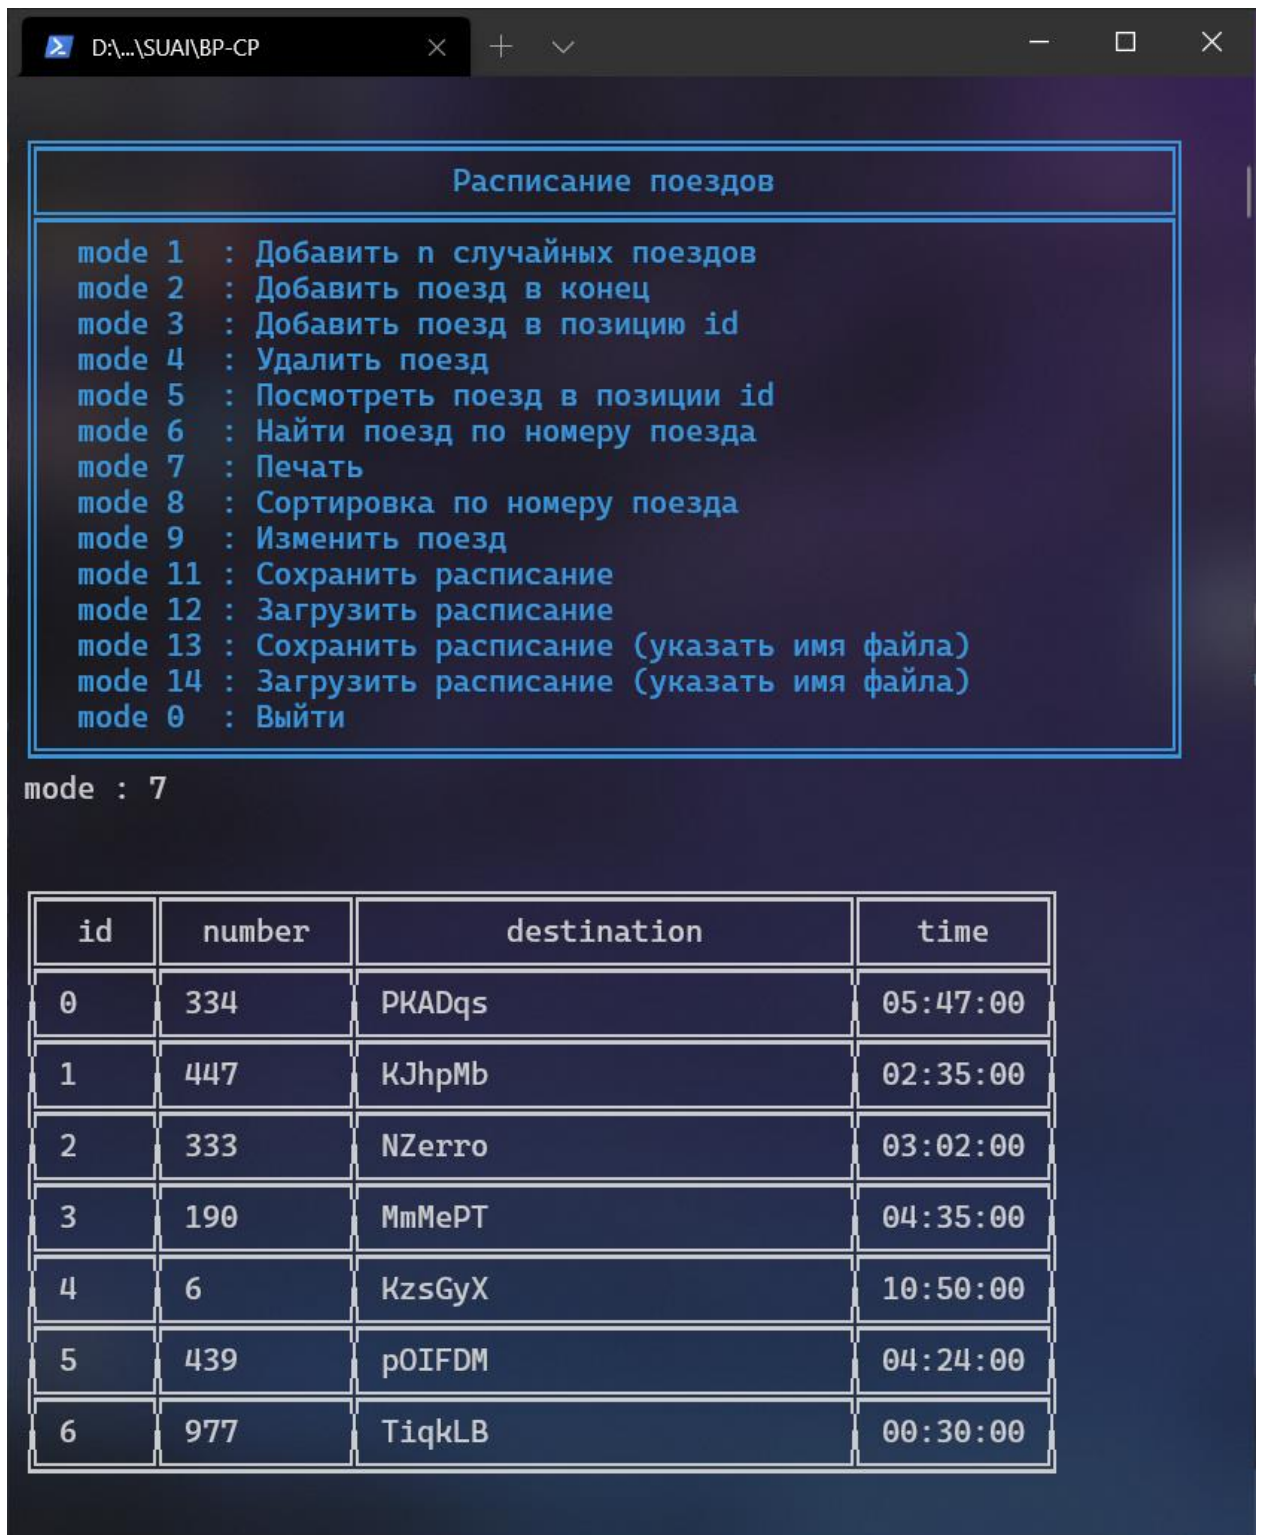 D:\...\SUAI\BP-CP
Расписание поездов
mode 1 : Добавить n случайных поездов
mode 2 : Добавить поезд в конец
mode 3 : Добавить поезд в позицию id
mode 4 : Удалить поезд
mode 5 : Посмотреть поезд в позиции id
mode 6 : Найти поезд по номеру поезда
mode 7 : Печать
mode 8 : Сортировка по номеру поезда
mode 9 : Изменить поезд
mode 11 : Сохранить расписание
mode 12 : Загрузить расписание
mode 13 : Сохранить расписание (указать имя файла)
mode 14 : Загрузить расписание (указать имя файла)
mode 0 : Выйти
mode : 7
id number destination time
0 334 PKADqs 05:47:00
1 447 KJhpMb 02:35:00
2 333 NZerro 03:02:00
3 190 MmMePT 04:35:00
4 6 KzsGyX 10:50:00
5 439 pOIFDM 04:24:00
6 977 TiqkLB 00:30:00